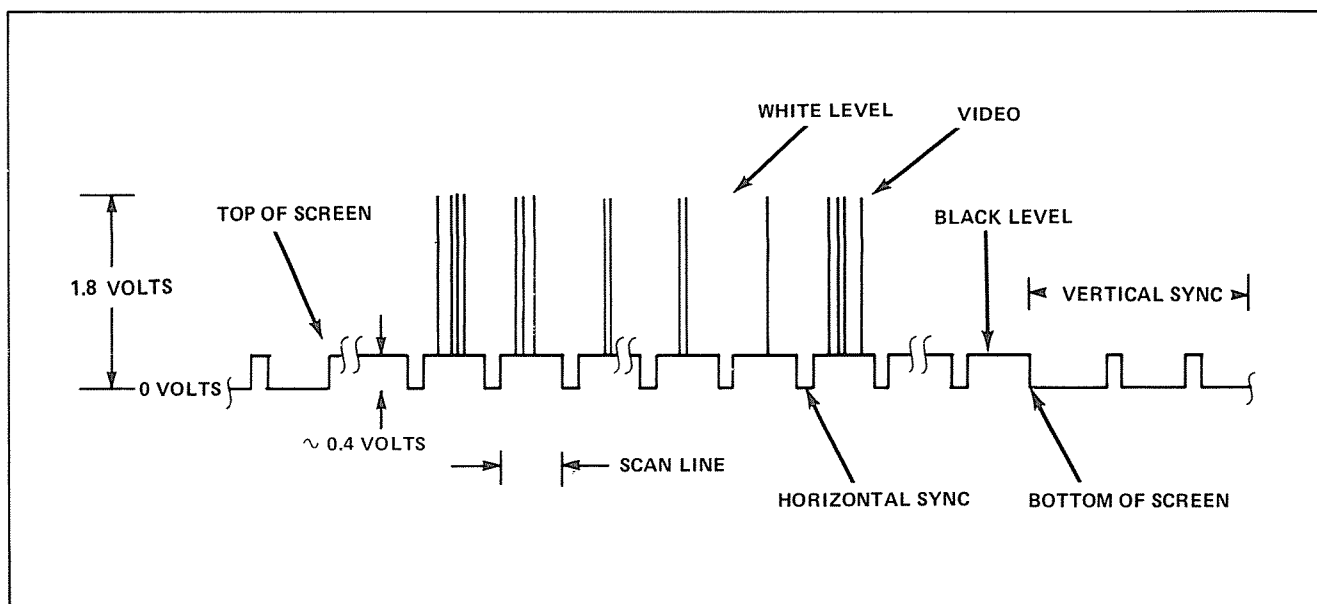 WHITE LEVEL
VIDEO
TOP OF SCREEN
BLACK LEVEL
1.8 VOLTS
VERTICAL SYNC
0 VOLTS
∼ 0.4 VOLTS
SCAN LINE
HORIZONTAL SYNC
BOTTOM OF SCREEN